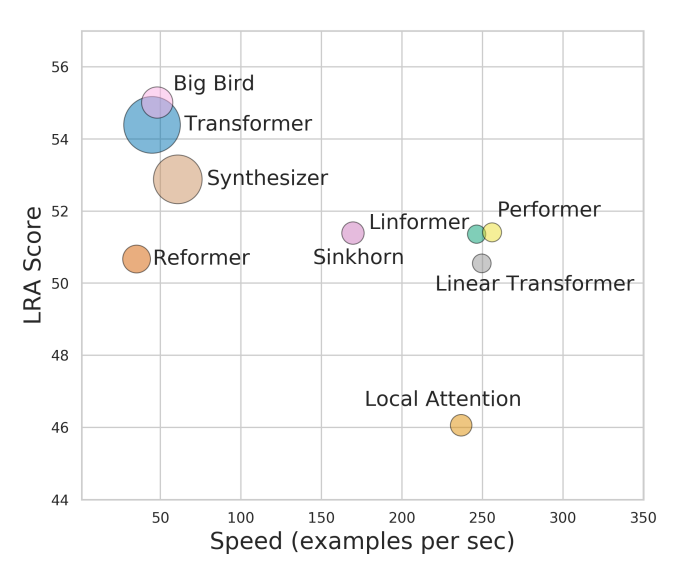 56
Big Bird
54
Transformer
Synthesizer
52
Performer
Linformer
Reformer
Sinkhorn
50
Linear Transformer
48
Local Attention
46
44
LRA Score
50 100 150 200 250 300 350
Speed (examples per sec)